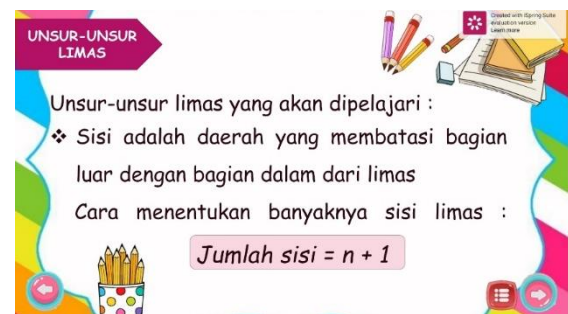 UNSUR-UNSUR
LIMAS
Created with iSpring Suite
evaluation version
Learn more
Unsur-unsur limas yang akan dipelajari :
❖ Sisi adalah daerah yang membatasi bagian
luar dengan bagian dalam dari limas
Cara menentukan banyaknya sisi limas :
Jumlah sisi = n + 1